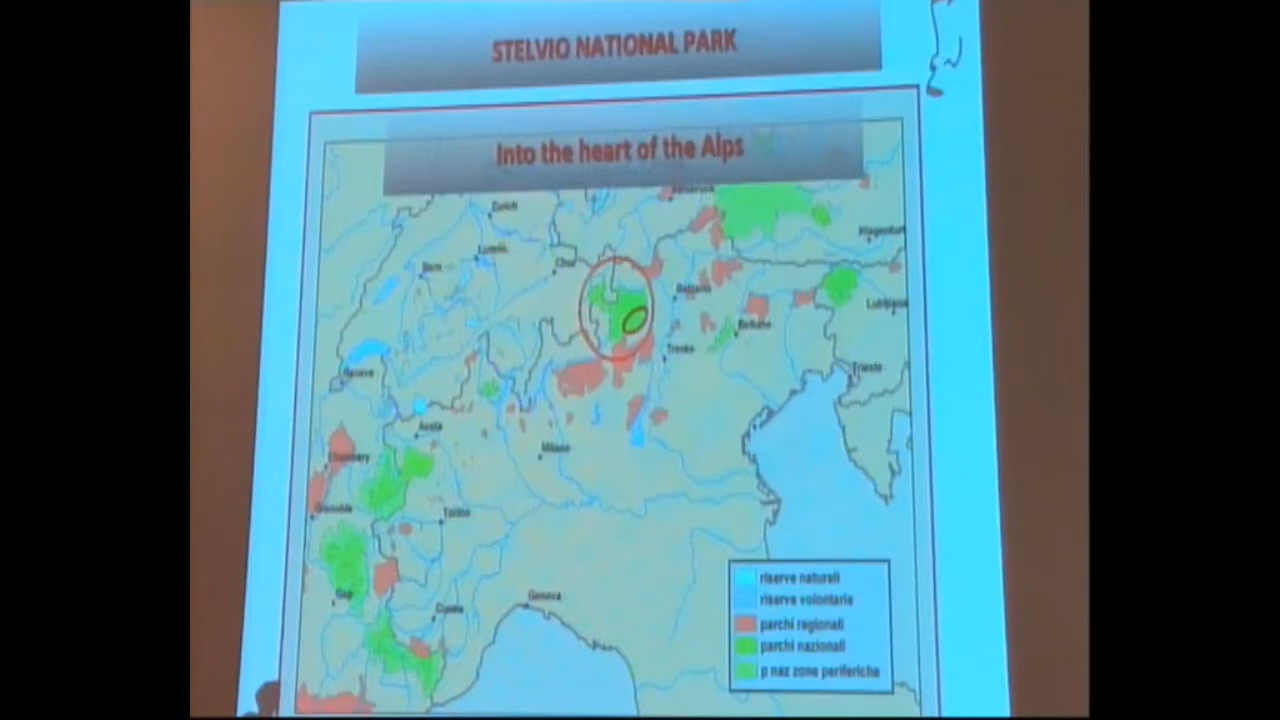 STELVIO NATIONAL PARK
Into the heart of the Alps
Zurich
Klagenfurt
Luzern
Bern
Chur
Bolzano
Lubljana
Belluno
Trento
Geneve
Trieste
Aosta
Milano
Chambery
Grenoble
Torino
Gap
Cuneo
Genova
riserve naturali
riserve volontarie
parchi regionali
parchi nazionali
p naz zone periferiche